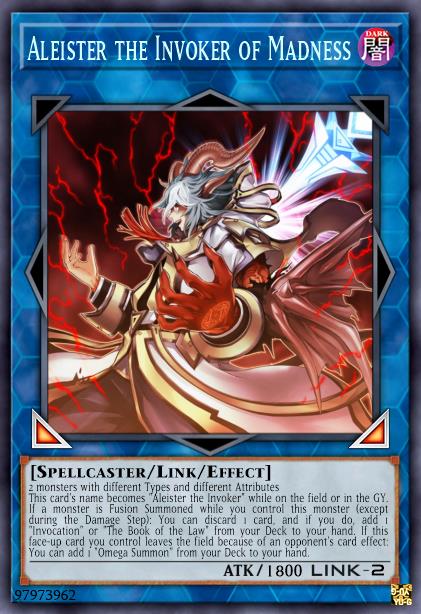 ALEISTER THE INVOKER OF MADNESS
DARK
闇
[SPELLCASTER/LINK/EFFECT]
2 monsters with different Types and different Attributes
This card's name becomes "Aleister the Invoker" while on the field or in the GY.
If a monster is Fusion Summoned while you control this monster (except
during the Damage Step): You can discard 1 card, and if you do, add 1
"Invocation" or "The Book of the Law" from your Deck to your hand. If this
face-up card you control leaves the field because of an opponent's card effect:
You can add 1 "Omega Summon" from your Deck to your hand.
ATK/1800 LINK-2
97973962